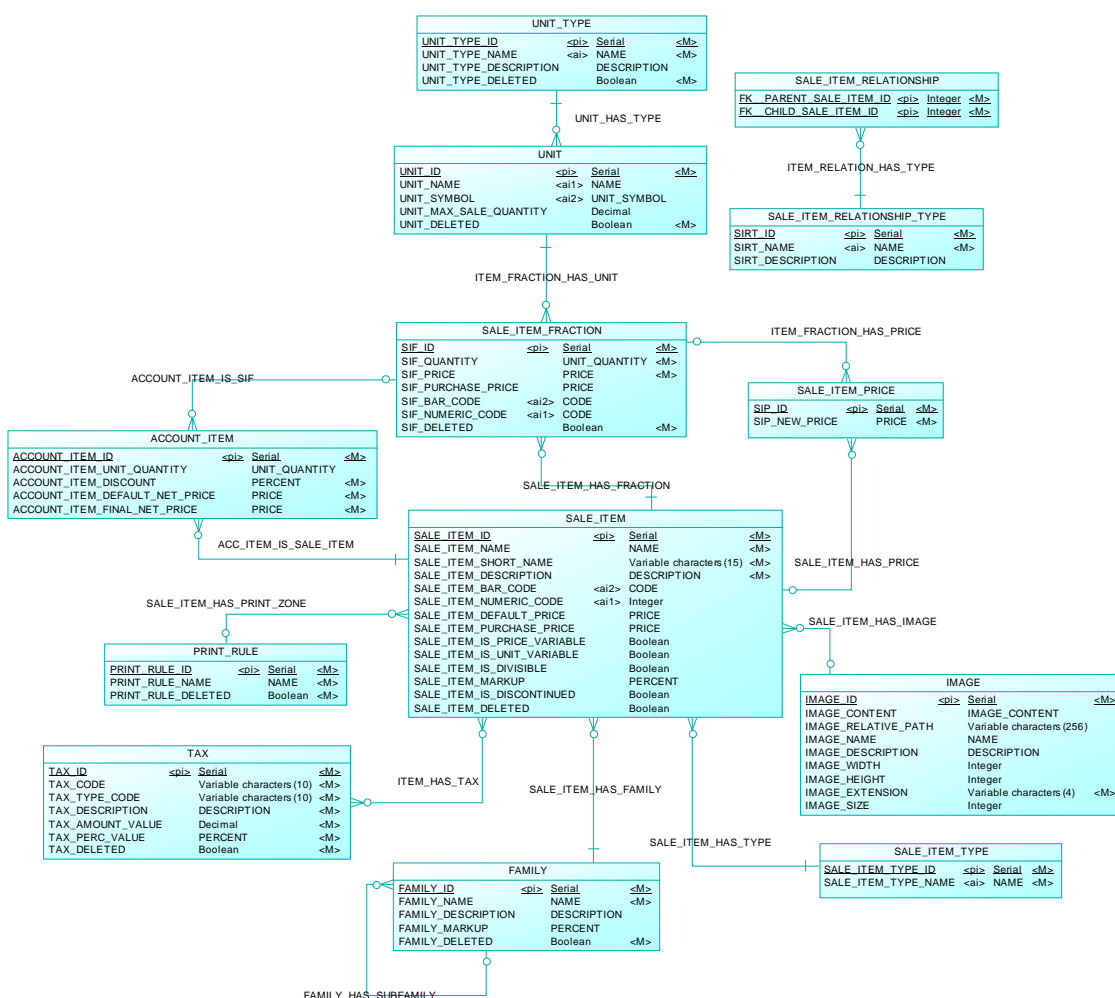 UNIT_TYPE
UNIT_TYPE_ID <pi> Serial <M>
UNIT_TYPE_NAME <ai> NAME <M>
UNIT_TYPE_DESCRIPTION DESCRIPTION
UNIT_TYPE_DELETED Boolean <M>
UNIT_HAS_TYPE
SALE_ITEM_RELATIONSHIP
FK__PARENT_SALE_ITEM_ID <pi> Integer <M>
FK__CHILD_SALE_ITEM_ID <pi> Integer <M>
ITEM_RELATION_HAS_TYPE
UNIT
UNIT_ID <pi> Serial <M>
UNIT_NAME <ai1> NAME
UNIT_SYMBOL <ai2> UNIT_SYMBOL
UNIT_MAX_SALE_QUANTITY Decimal
UNIT_DELETED Boolean <M>
SALE_ITEM_RELATIONSHIP_TYPE
SIRT_ID <pi> Serial <M>
SIRT_NAME <ai> NAME <M>
SIRT_DESCRIPTION DESCRIPTION
ITEM_FRACTION_HAS_UNIT
SALE_ITEM_FRACTION
SIF_ID <pi> Serial <M>
SIF_QUANTITY UNIT_QUANTITY <M>
SIF_PRICE PRICE <M>
SIF_PURCHASE_PRICE PRICE
SIF_BAR_CODE <ai2> CODE
SIF_NUMERIC_CODE <ai1> CODE
SIF_DELETED Boolean <M>
ITEM_FRACTION_HAS_PRICE
SALE_ITEM_PRICE
SIP_ID <pi> Serial <M>
SIP_NEW_PRICE PRICE <M>
ACCOUNT_ITEM_IS_SIF
ACCOUNT_ITEM
ACCOUNT_ITEM_ID <pi> Serial <M>
ACCOUNT_ITEM_UNIT_QUANTITY UNIT_QUANTITY
ACCOUNT_ITEM_DISCOUNT PERCENT <M>
ACCOUNT_ITEM_DEFAULT_NET_PRICE PRICE <M>
ACCOUNT_ITEM_FINAL_NET_PRICE PRICE <M>
SALE_ITEM_HAS_FRACTION
ACC_ITEM_IS_SALE_ITEM
SALE_ITEM
SALE_ITEM_ID <pi> Serial <M>
SALE_ITEM_NAME NAME <M>
SALE_ITEM_SHORT_NAME Variable characters (15) <M>
SALE_ITEM_DESCRIPTION DESCRIPTION <M>
SALE_ITEM_BAR_CODE <ai2> CODE
SALE_ITEM_NUMERIC_CODE <ai1> Integer
SALE_ITEM_DEFAULT_PRICE PRICE
SALE_ITEM_PURCHASE_PRICE PRICE
SALE_ITEM_IS_PRICE_VARIABLE Boolean
SALE_ITEM_IS_UNIT_VARIABLE Boolean
SALE_ITEM_IS_DIVISIBLE Boolean
SALE_ITEM_MARKUP PERCENT
SALE_ITEM_IS_DISCONTINUED Boolean
SALE_ITEM_DELETED Boolean
SALE_ITEM_HAS_PRICE
SALE_ITEM_HAS_PRINT_ZONE
SALE_ITEM_HAS_IMAGE
PRINT_RULE
PRINT_RULE_ID <pi> Serial <M>
PRINT_RULE_NAME NAME <M>
PRINT_RULE_DELETED Boolean <M>
IMAGE
IMAGE_ID <pi> Serial <M>
IMAGE_CONTENT IMAGE_CONTENT
IMAGE_RELATIVE_PATH Variable characters (256)
IMAGE_NAME NAME
IMAGE_DESCRIPTION DESCRIPTION
IMAGE_WIDTH Integer
IMAGE_HEIGHT Integer
IMAGE_EXTENSION Variable characters (4) <M>
IMAGE_SIZE Integer
TAX
TAX_ID <pi> Serial <M>
TAX_CODE Variable characters (10) <M>
TAX_TYPE_CODE Variable characters (10) <M>
TAX_DESCRIPTION DESCRIPTION <M>
TAX_AMOUNT_VALUE Decimal <M>
TAX_PERC_VALUE PERCENT <M>
TAX_DELETED Boolean <M>
ITEM_HAS_TAX
SALE_ITEM_HAS_FAMILY
SALE_ITEM_HAS_TYPE
SALE_ITEM_TYPE
SALE_ITEM_TYPE_ID <pi> Serial <M>
SALE_ITEM_TYPE_NAME <ai> NAME <M>
FAMILY
FAMILY_ID <pi> Serial <M>
FAMILY_NAME NAME <M>
FAMILY_DESCRIPTION DESCRIPTION
FAMILY_MARKUP PERCENT
FAMILY_DELETED Boolean <M>
FAMILY_HAS_SUBFAMILY